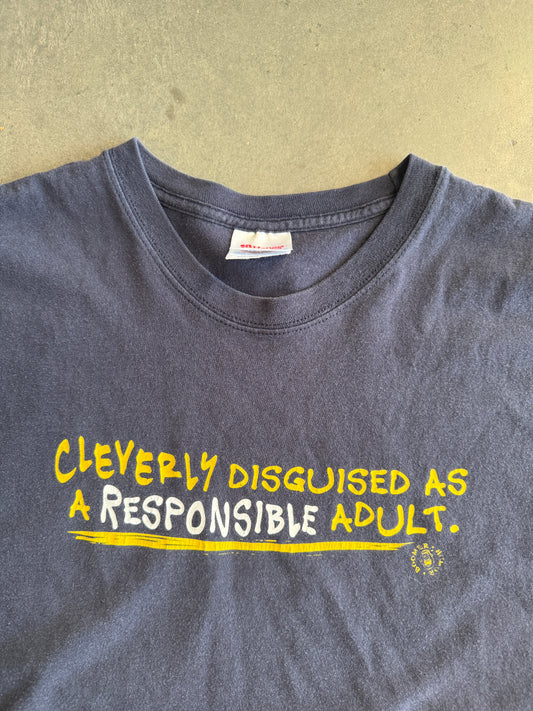 CLEVERLY DISGUISED AS
A RESPONSIBLE ADULT.